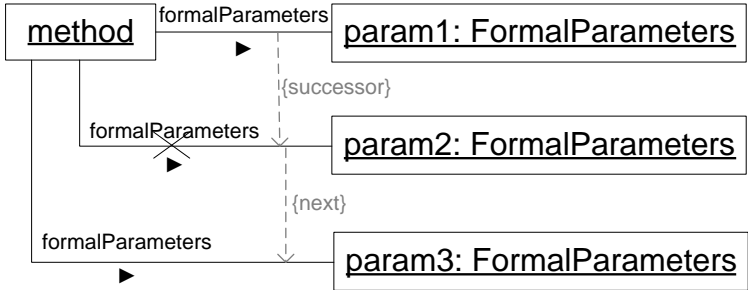 formalParameters
method
param1: FormalParameters
{successor}
formalParameters
param2: FormalParameters
{next}
formalParameters
param3: FormalParameters